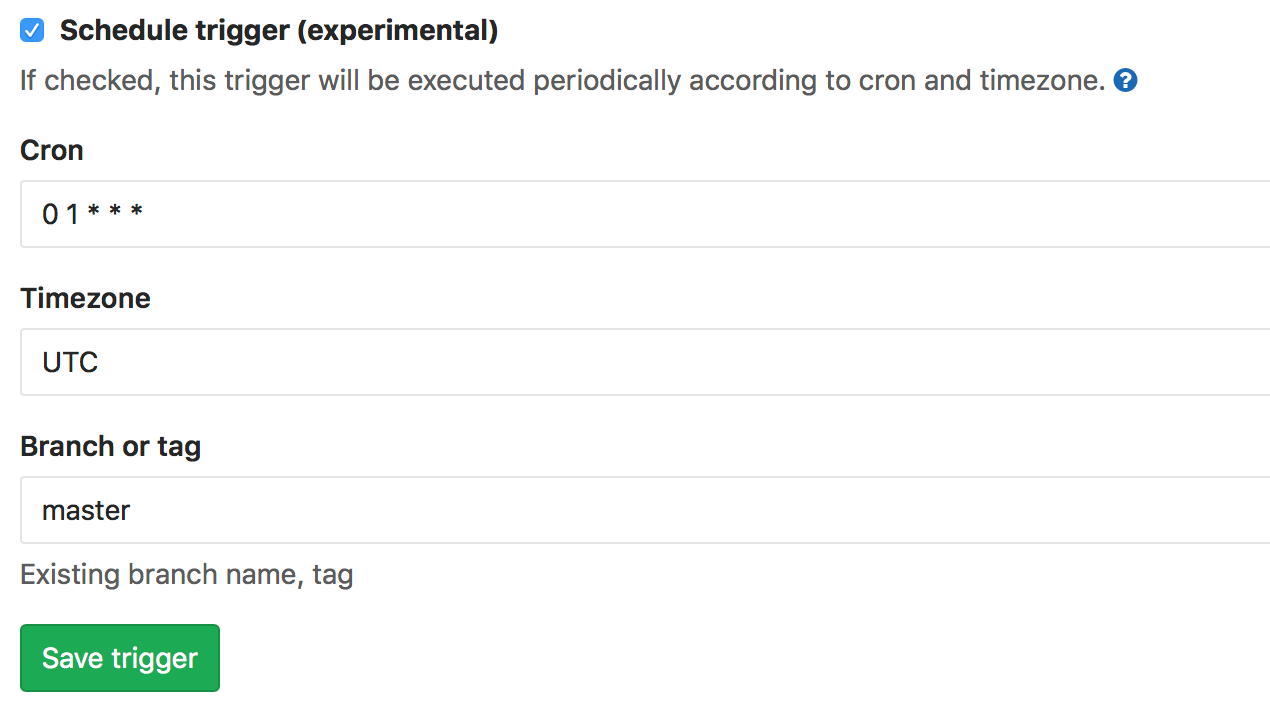 Schedule trigger (experimental)
If checked, this trigger will be executed periodically according to cron and timezone. ?
Cron
0 1 * * *
Timezone
UTC
Branch or tag
master
Existing branch name, tag
Save trigger